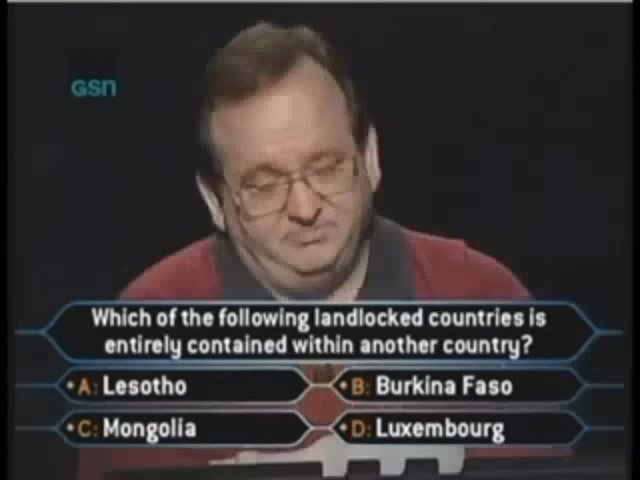 GSN
Which of the following landlocked countries is
entirely contained within another country?
A: Lesotho
B: Burkina Faso
C: Mongolia
D: Luxembourg